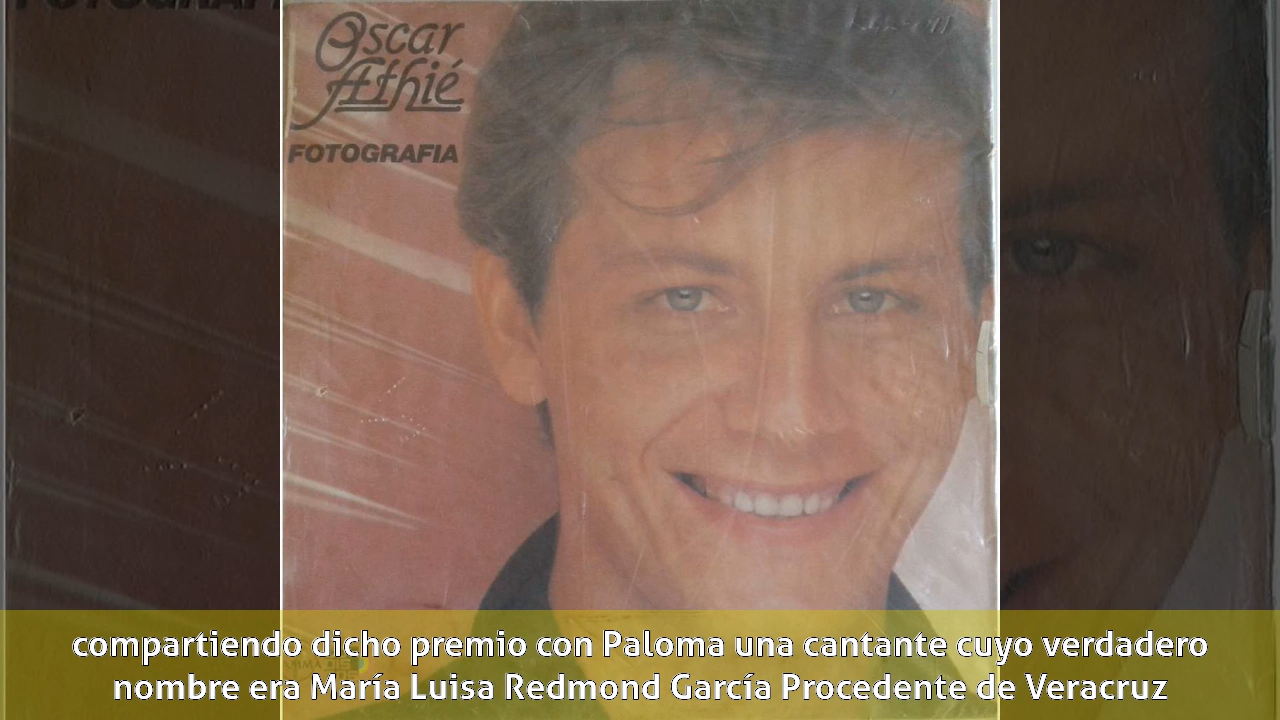 Oscar
Athié
FOTOGRAFIA
compartiendo dicho premio con Paloma una cantante cuyo verdadero
nombre era María Luisa Redmond García Procedente de Veracruz